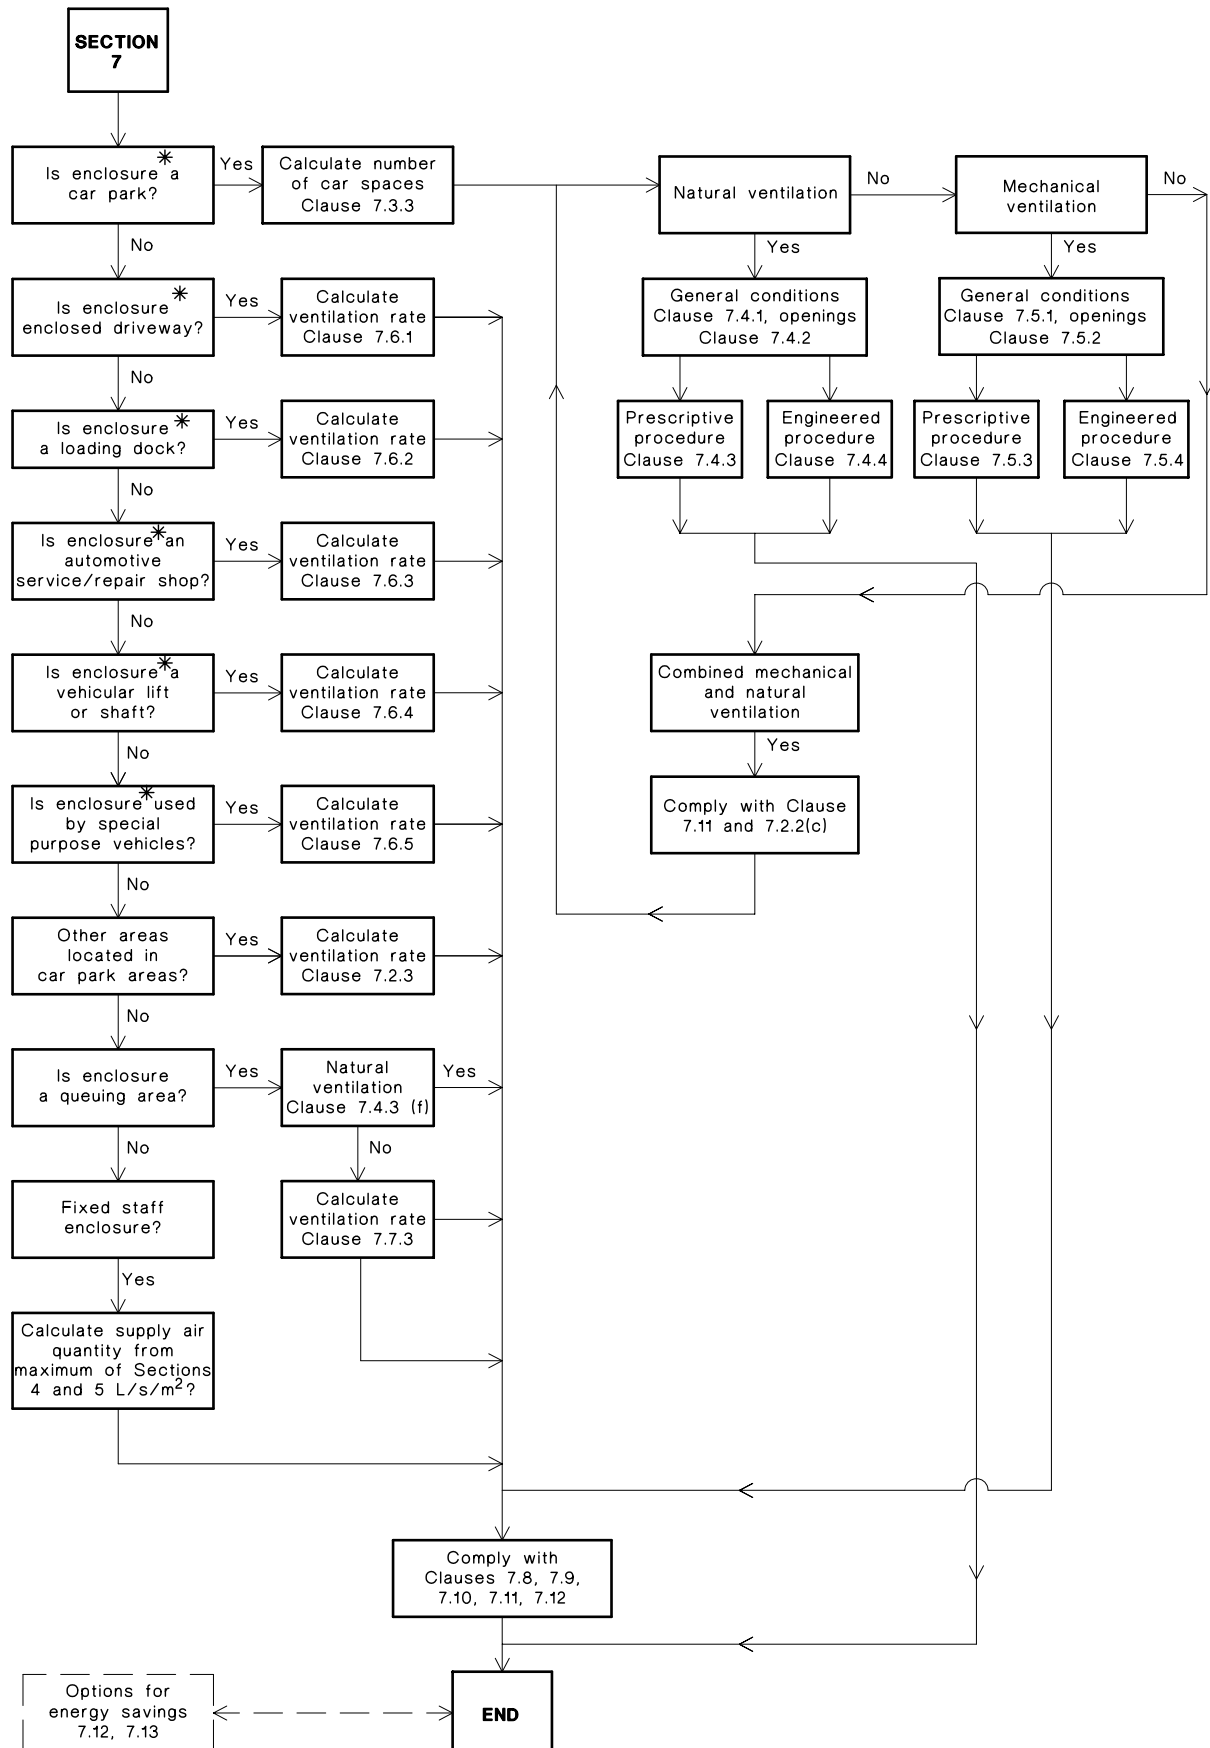 SECTION
7
Is enclosure * a
car park?
Yes
Calculate number
of car spaces
Clause 7.3.3
Natural ventilation
No
Mechanical
ventilation
No
No
Yes
Yes
Is enclosure *
enclosed driveway?
Yes
Calculate
ventilation rate
Clause 7.6.1
General conditions
Clause 7.4.1, openings
Clause 7.4.2
General conditions
Clause 7.5.1, openings
Clause 7.5.2
No
Is enclosure *
a loading dock?
Yes
Calculate
ventilation rate
Clause 7.6.2
Prescriptive
procedure
Clause 7.4.3
Engineered
procedure
Clause 7.4.4
Prescriptive
procedure
Clause 7.5.3
Engineered
procedure
Clause 7.5.4
No
Is enclosure * an
automotive
service/repair shop?
Yes
Calculate
ventilation rate
Clause 7.6.3
No
Is enclosure * a
vehicular lift
or shaft?
Yes
Calculate
ventilation rate
Clause 7.6.4
Combined mechanical
and natural
ventilation
No
Yes
Is enclosure * used
by special
purpose vehicles?
Yes
Calculate
ventilation rate
Clause 7.6.5
Comply with Clause
7.11 and 7.2.2(c)
No
Other areas
located in
car park areas?
Yes
Calculate
ventilation rate
Clause 7.2.3
No
Is enclosure
a queuing area?
Yes
Natural
ventilation
Clause 7.4.3 (f)
Yes
No
No
Fixed staff
enclosure?
Calculate
ventilation rate
Clause 7.7.3
Yes
Calculate supply air
quantity from
maximum of Sections
4 and 5 L/s/m²?
Comply with
Clauses 7.8, 7.9,
7.10, 7.11, 7.12
Options for
energy savings
7.12, 7.13
END